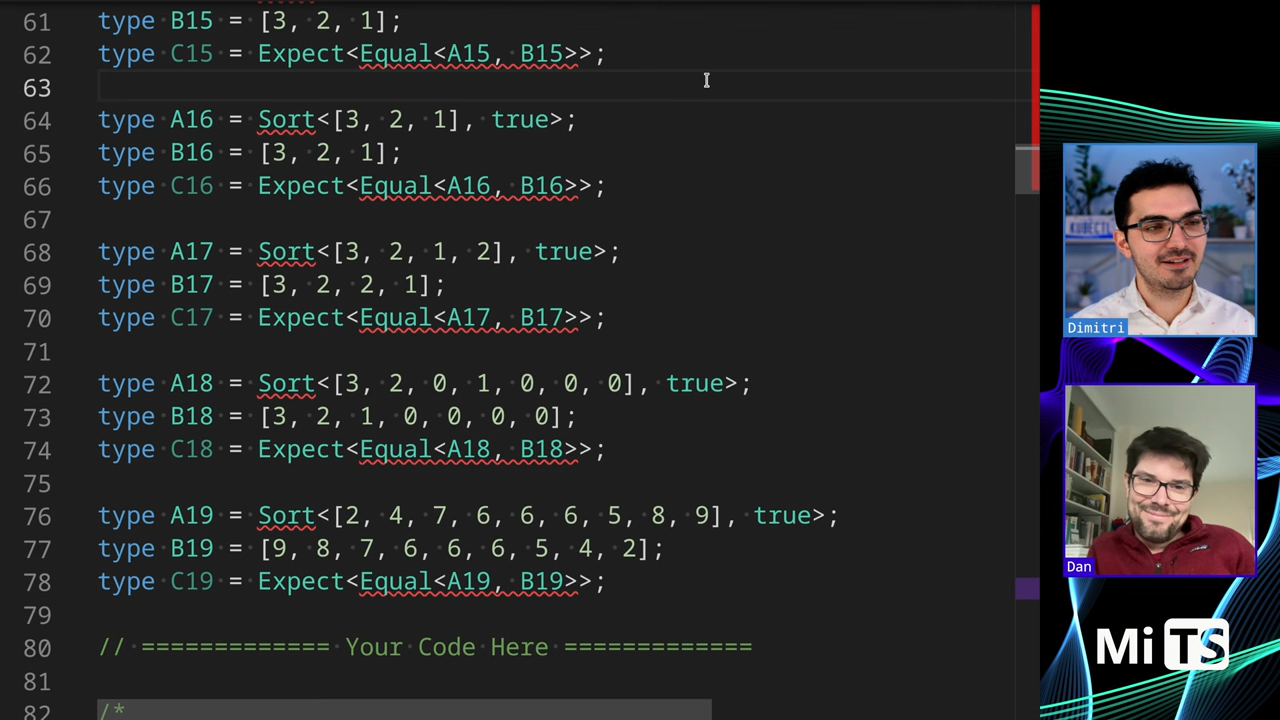 61 type B15 = [3, 2, 1];
62 type C15 = Expect<Equal<A15, B15>>;
63
64 type A16 = Sort<[3, 2, 1], true>;
65 type B16 = [3, 2, 1];
66 type C16 = Expect<Equal<A16, B16>>;
67
68 type A17 = Sort<[3, 2, 1, 2], true>;
69 type B17 = [3, 2, 2, 1];
70 type C17 = Expect<Equal<A17, B17>>;
71
72 type A18 = Sort<[3, 2, 0, 1, 0, 0, 0], true>;
73 type B18 = [3, 2, 1, 0, 0, 0, 0];
74 type C18 = Expect<Equal<A18, B18>>;
75
76 type A19 = Sort<[2, 4, 7, 6, 6, 6, 5, 8, 9], true>;
77 type B19 = [9, 8, 7, 6, 6, 6, 5, 4, 2];
78 type C19 = Expect<Equal<A19, B19>>;
79
80 // ============= Your Code Here =============
81
82 /*
KUBECTL
Dimitri
Dan
Mi TS